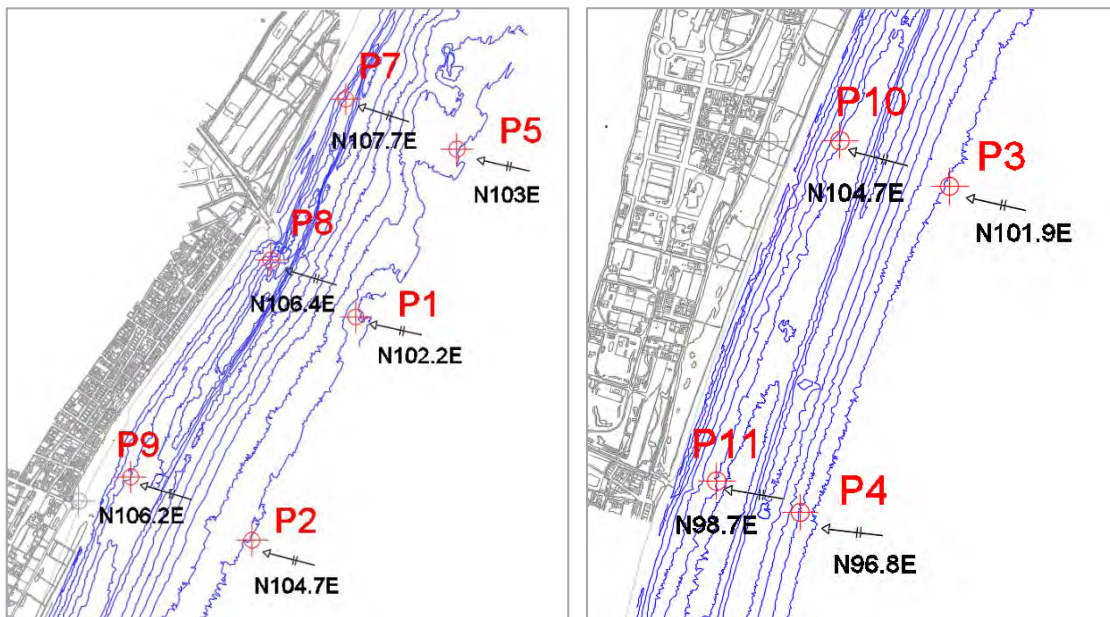 P7
N107.7E
P5
N103E
P8
N106.4E
P1
N102.2E
P9
N106.2E
P2
N104.7E
P10
N104.7E
P3
N101.9E
P11
N98.7E
P4
N96.8E